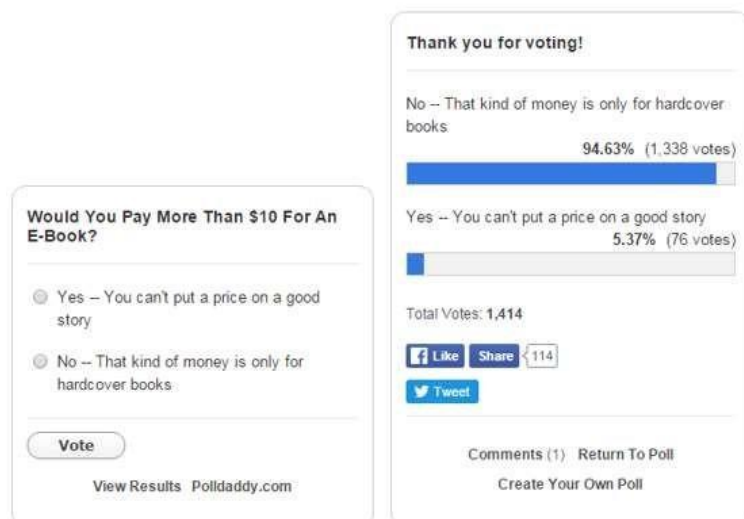 Would You Pay More Than $10 For An
E-Book?
Yes -- You can't put a price on a good
story
No -- That kind of money is only for
hardcover books
Vote
View Results Polldaddy.com
Thank you for voting!
No -- That kind of money is only for hardcover
books
94.63% (1,338 votes)
Yes -- You can't put a price on a good story
5.37% (76 votes)
Total Votes: 1,414
Like Share 114
Tweet
Comments (1) Return To Poll
Create Your Own Poll